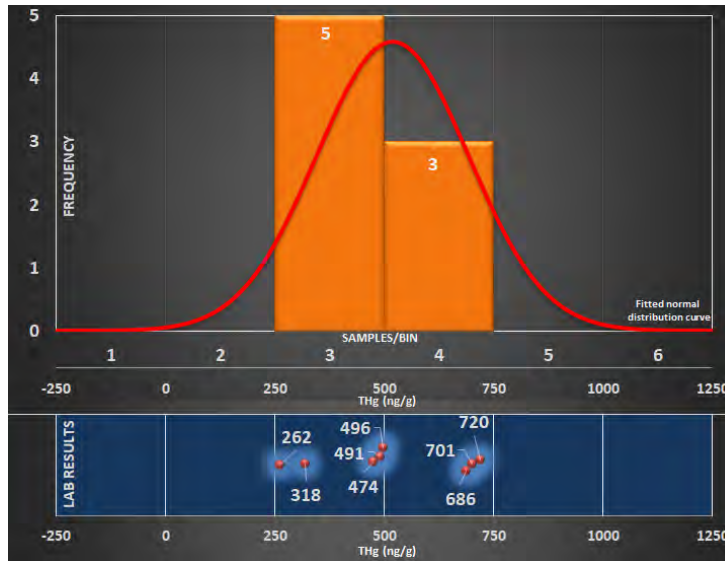 5
4
3
2
1
0
FREQUENCY
5
3
Fitted normal
distribution curve
SAMPLES/BIN
1 2 3 4 5 6
-250 0 250 500 750 1000 1250
THg (ng/g)
LAB RESULTS
262
318
496
491
474
720
701
686
-250 0 250 500 750 1000 1250
THg (ng/g)